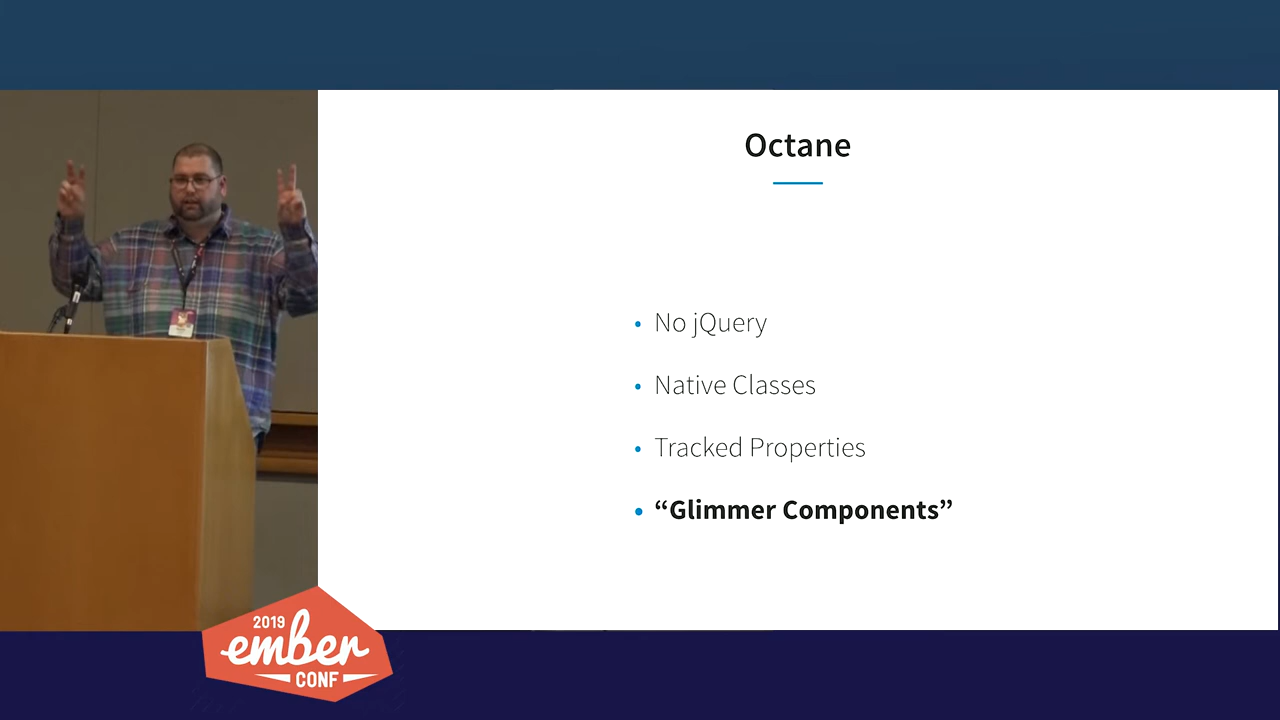 Octane
• No jQuery
• Native Classes
• Tracked Properties
• “Glimmer Components”
2019
ember
CONF